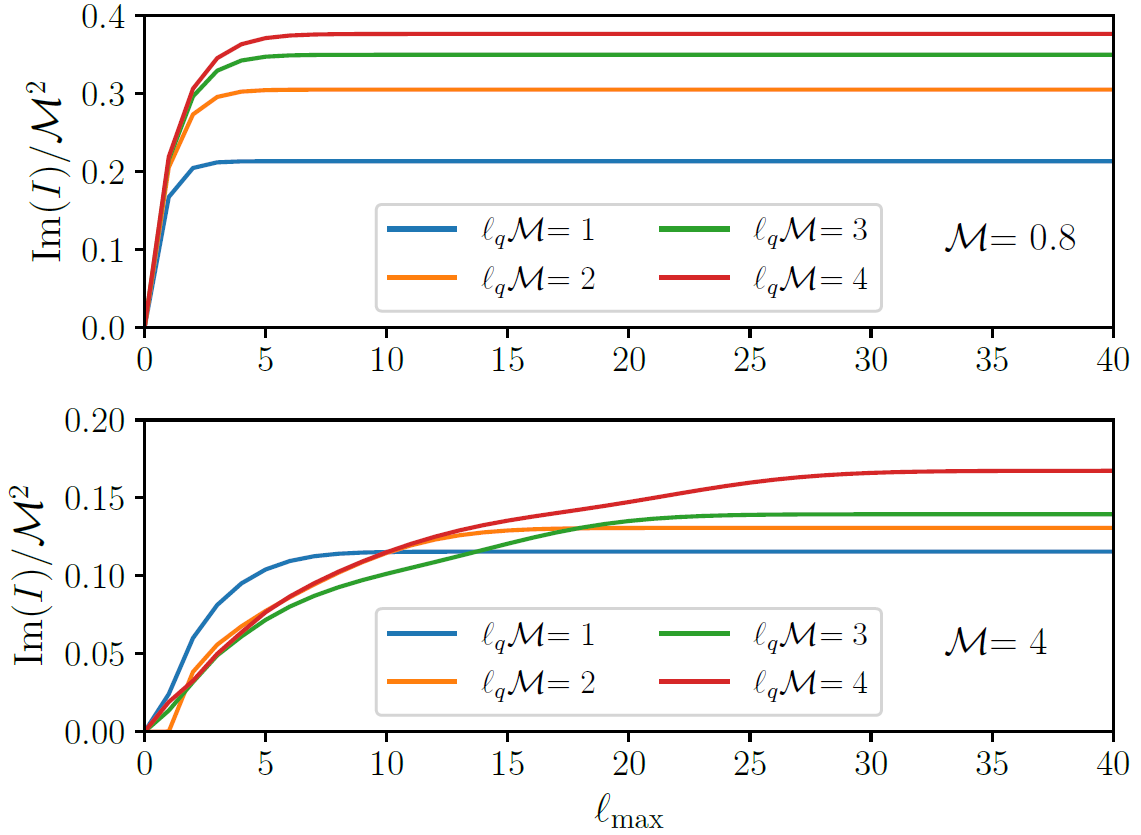 0.4
0.3
0.2
0.1
0.0
Im(I)/ℳ²
ℓ_qℳ= 1
ℓ_qℳ= 2
ℓ_qℳ= 3
ℓ_qℳ= 4
ℳ= 0.8
0 5 10 15 20 25 30 35 40
0.20
0.15
0.10
0.05
0.00
Im(I)/ℳ²
ℓ_qℳ= 1
ℓ_qℳ= 2
ℓ_qℳ= 3
ℓ_qℳ= 4
ℳ= 4
0 5 10 15 20 25 30 35 40
ℓ_max